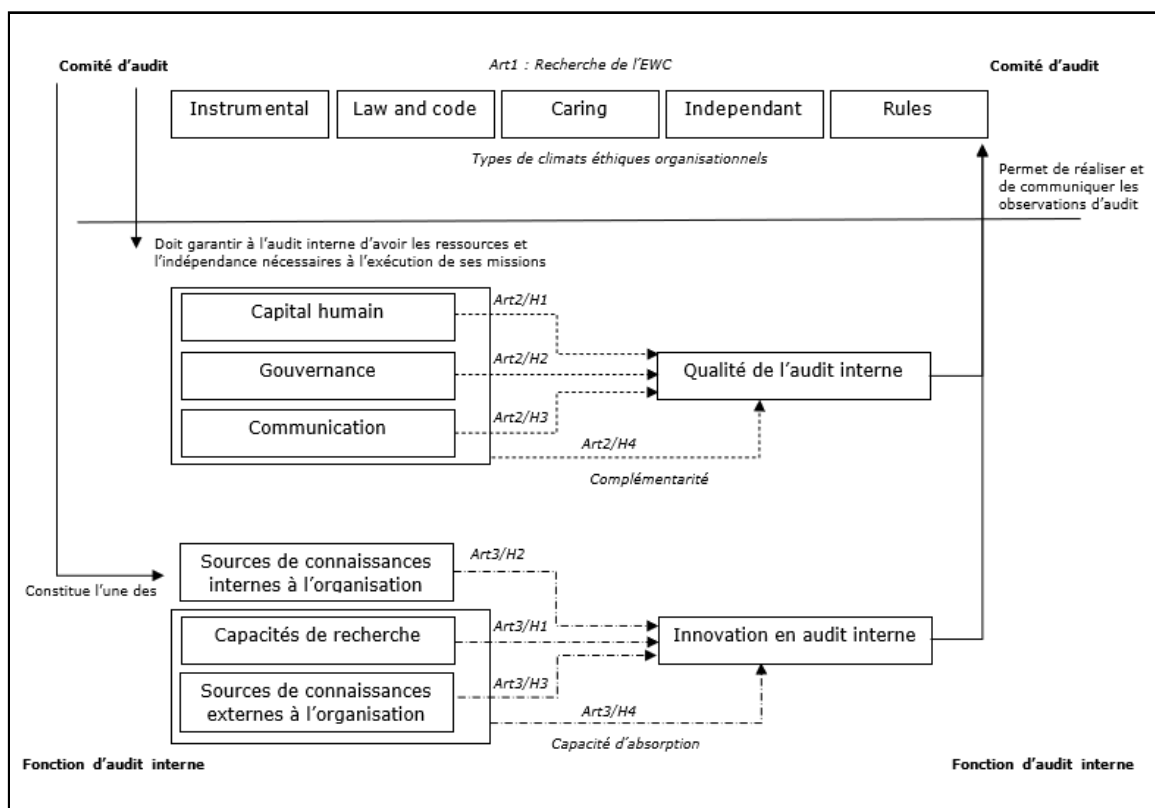 Comité d'audit
Art1 : Recherche de l'EWC
Comité d'audit
Instrumental
Law and code
Caring
Independant
Rules
Types de climats éthiques organisationnels
Permet de réaliser et
de communiquer les
observations d'audit
Doit garantir à l'audit interne d'avoir les ressources et
l'indépendance nécessaires à l'exécution de ses missions
Capital humain
Art2/H1
Gouvernance
Art2/H2
Qualité de l'audit interne
Communication
Art2/H3
Art2/H4
Complémentarité
Sources de connaissances
internes à l'organisation
Art3/H2
Constitue l'une des
Capacités de recherche
Art3/H1
Innovation en audit interne
Sources de connaissances
externes à l'organisation
Art3/H3
Art3/H4
Capacité d'absorption
Fonction d'audit interne
Fonction d'audit interne